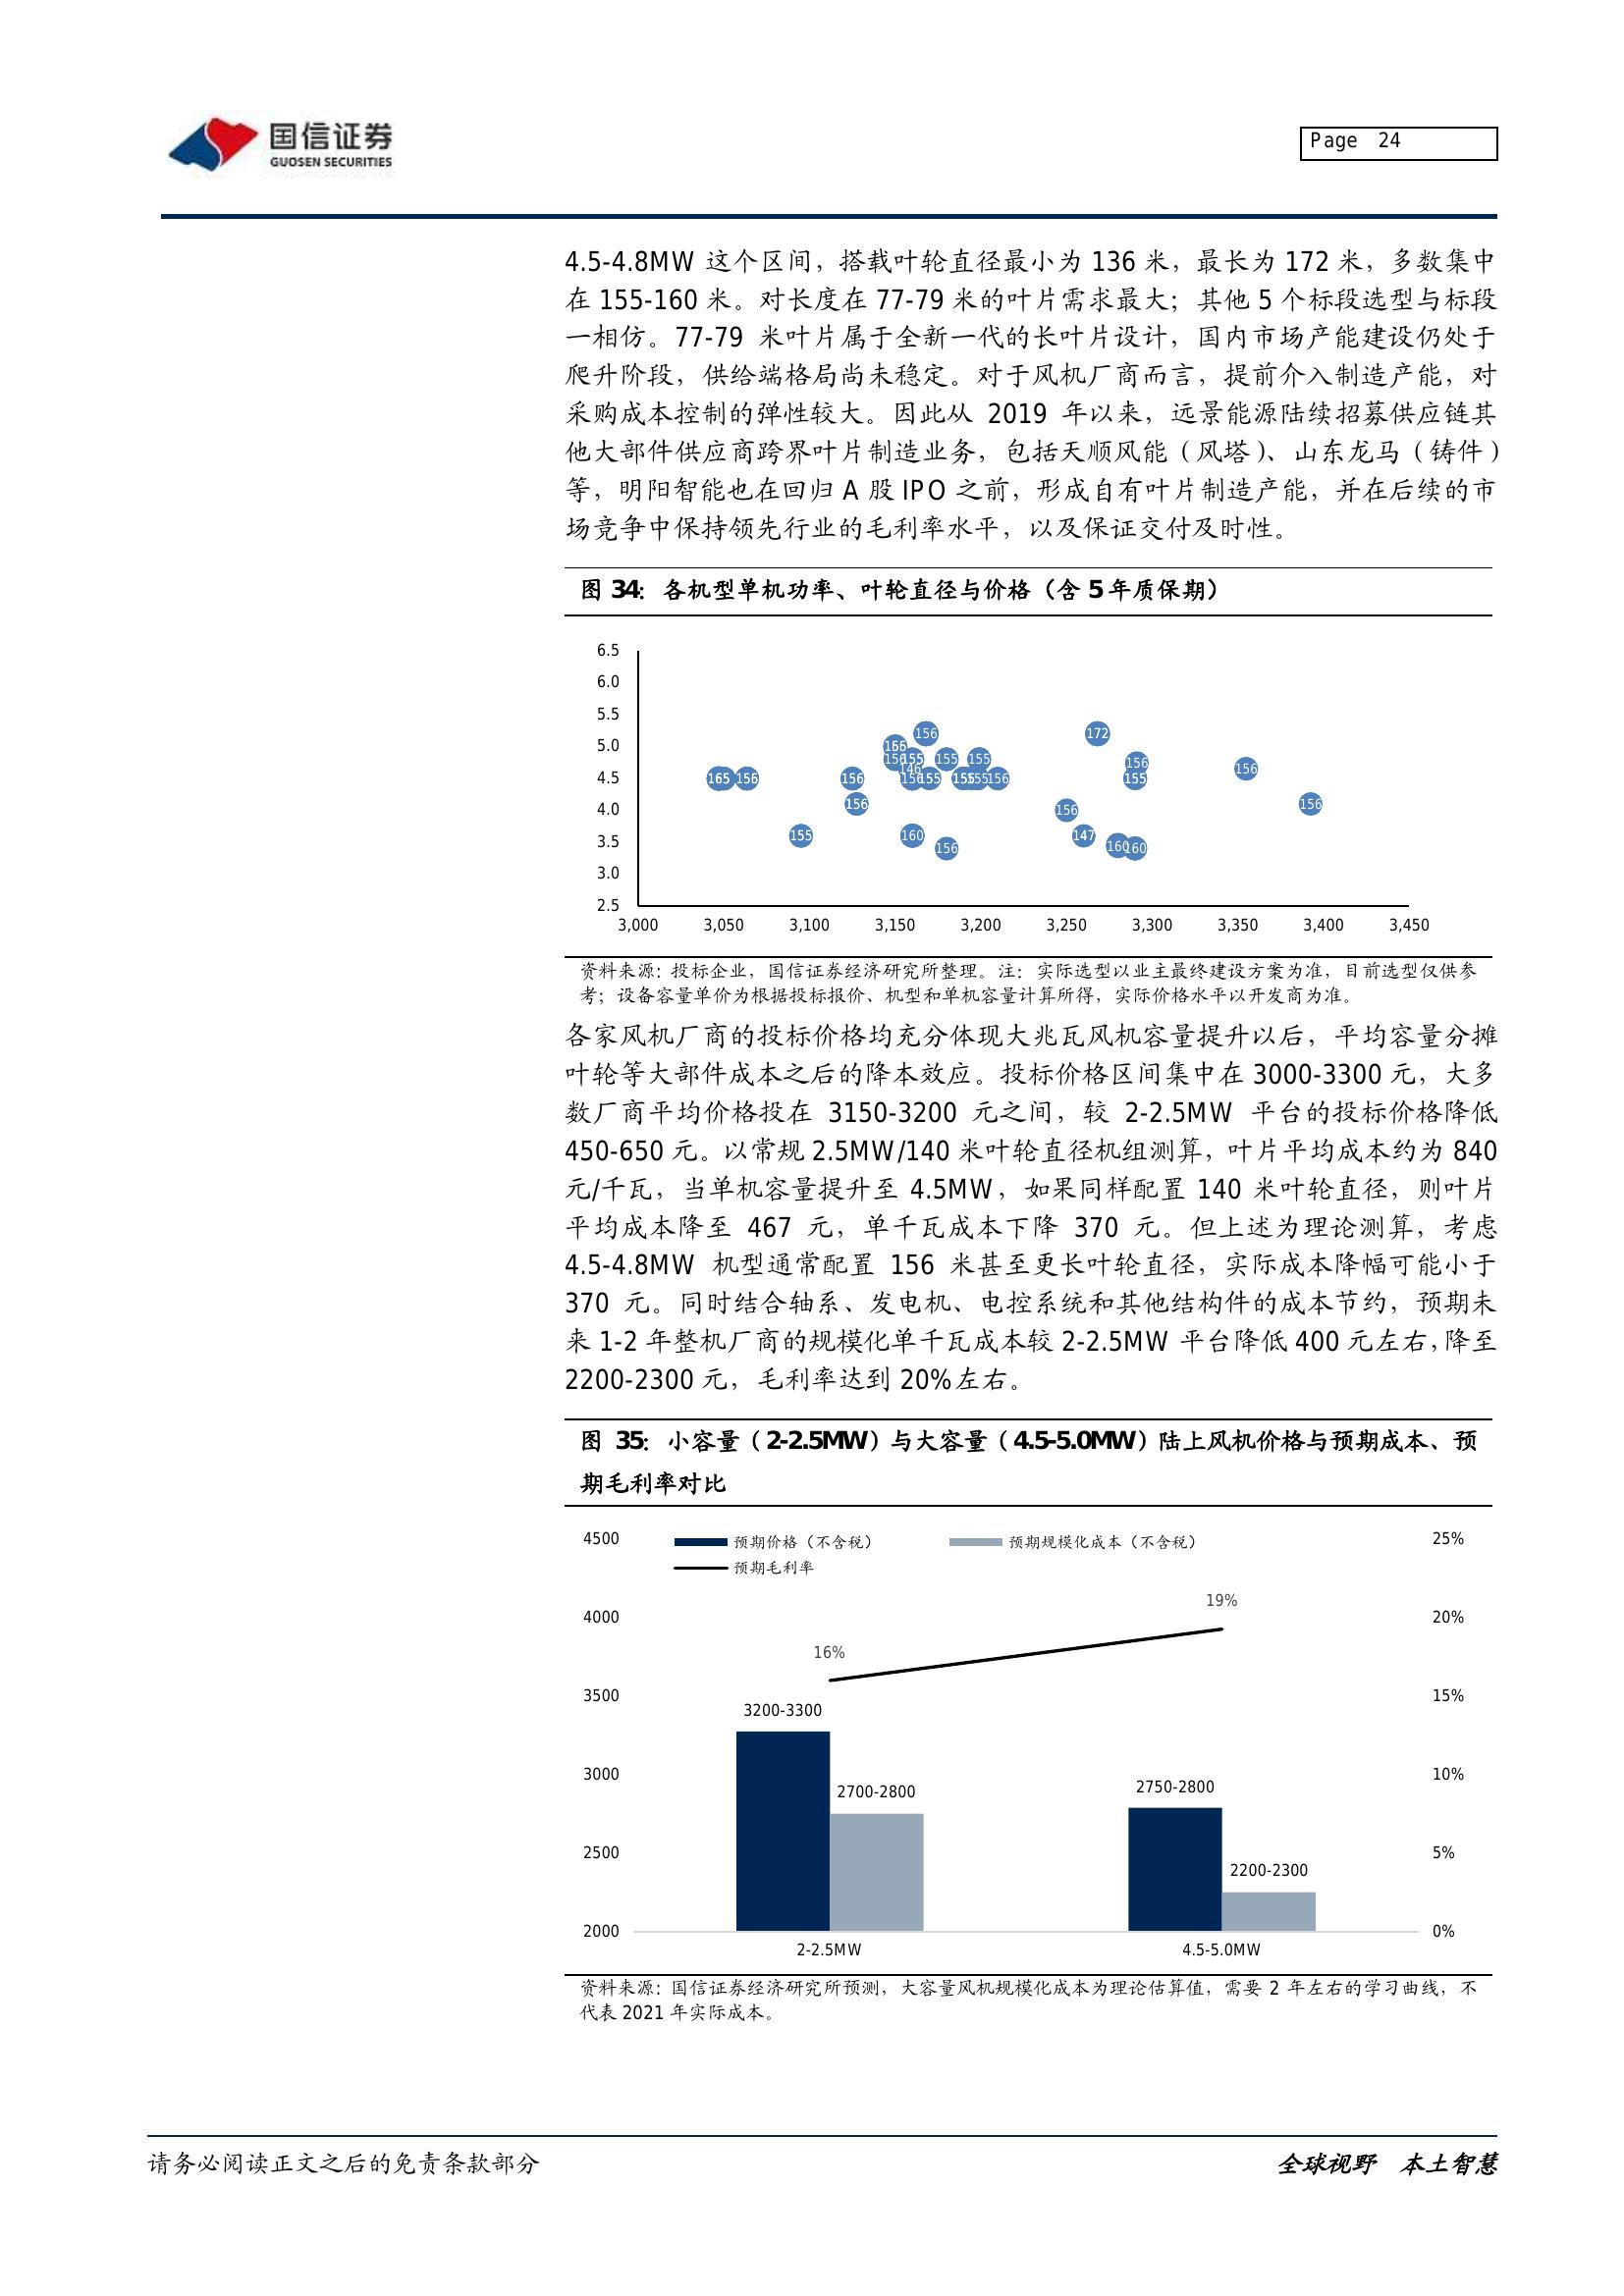 国信证券
GUOSEN SECURITIES
Page 24
4.5-4.8MW 这个区间，搭载叶轮直径最小为 136 米，最长为 172 米，多数集中
在 155-160 米。对长度在 77-79 米的叶片需求最大；其他 5 个标段选型与标段
一相仿。77-79 米叶片属于全新一代的长叶片设计，国内市场产能建设仍处于
爬升阶段，供给端格局尚未稳定。对于风机厂商而言，提前介入制造产能，对
采购成本控制的弹性较大。因此从 2019 年以来，远景能源陆续招募供应链其
他大部件供应商跨界叶片制造业务，包括天顺风能（风塔）、山东龙马（铸件）
等，明阳智能也在回归 A 股 IPO 之前，形成自有叶片制造产能，并在后续的市
场竞争中保持领先行业的毛利率水平，以及保证交付及时性。
图 34：各机型单机功率、叶轮直径与价格（含 5 年质保期）
6.5
6.0
5.5
5.0
4.5
4.0
3.5
3.0
2.5
156
172
155
155
156
165
156
156
155
156
155
156
156
156
156
155
160
147
156
160
160
3,000 3,050 3,100 3,150 3,200 3,250 3,300 3,350 3,400 3,450
资料来源：投标企业，国信证券经济研究所整理。注：实际选型以业主最终建设方案为准，目前选型仅供参
考；设备容量单价为根据投标报价、机型和单机容量计算所得，实际价格水平以开发商为准。
各家风机厂商的投标价格均充分体现大兆瓦风机容量提升以后，平均容量分摊
叶轮等大部件成本之后的降本效应。投标价格区间集中在 3000-3300 元，大多
数厂商平均价格投在 3150-3200 元之间，较 2-2.5MW 平台的投标价格降低
450-650 元。以常规 2.5MW/140 米叶轮直径机组测算，叶片平均成本约为 840
元/千瓦，当单机容量提升至 4.5MW，如果同样配置 140 米叶轮直径，则叶片
平均成本降至 467 元，单千瓦成本下降 370 元。但上述为理论测算，考虑
4.5-4.8MW 机型通常配置 156 米甚至更长叶轮直径，实际成本降幅可能小于
370 元。同时结合轴系、发电机、电控系统和其他结构件的成本节约，预期未
来 1-2 年整机厂商的规模化单千瓦成本较 2-2.5MW 平台降低 400 元左右，降至
2200-2300 元，毛利率达到 20%左右。
图 35：小容量（2-2.5MW）与大容量（4.5-5.0MW）陆上风机价格与预期成本、预
期毛利率对比
4500
4000
3500
3000
2500
2000
预期价格（不含税）
预期规模化成本（不含税）
预期毛利率
16%
19%
3200-3300
2700-2800
2750-2800
2200-2300
25%
20%
15%
10%
5%
0%
2-2.5MW 4.5-5.0MW
资料来源：国信证券经济研究所预测，大容量风机规模化成本为理论估算值，需要 2 年左右的学习曲线，不
代表 2021 年实际成本。
请务必阅读正文之后的免责条款部分
全球视野 本土智慧